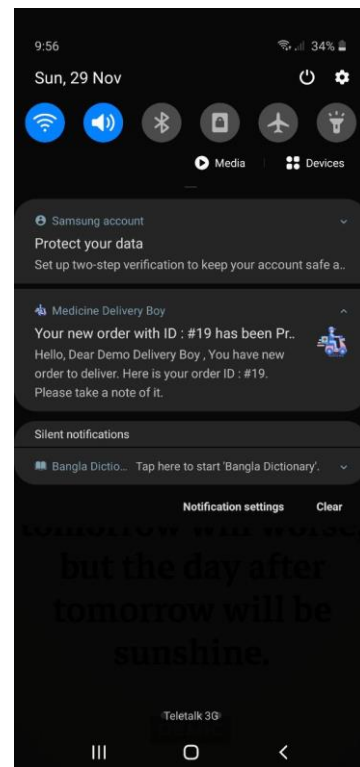 9:56 34%
Sun, 29 Nov
Media Devices
Samsung account
Protect your data
Set up two-step verification to keep your account safe a..
Medicine Delivery Boy
Your new order with ID : #19 has been Pr..
Hello, Dear Demo Delivery Boy , You have new
order to deliver. Here is your order ID : #19.
Please take a note of it.
Silent notifications
Bangla Dictio... Tap here to start 'Bangla Dictionary'.
Notification settings Clear
tomorrow will worse,
but the day after
tomorrow will be
sunshine.
Teletalk 3G